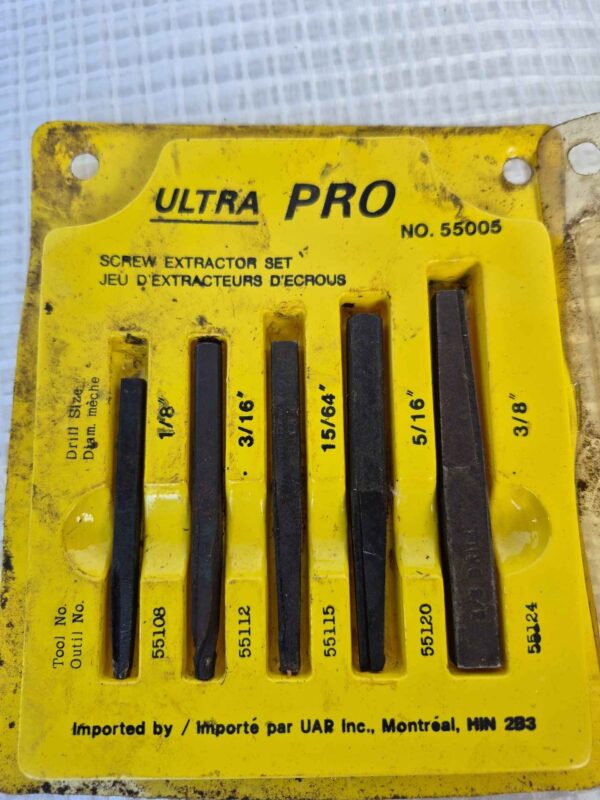 ULTRA PRO
NO. 55005
SCREW EXTRACTOR SET
JEU D'EXTRACTEURS D'ECROUS
Drill Size
Diam. mèche
1/8"
3/16"
15/64"
5/16"
3/8"
Tool No.
Outil No.
55108
55112
55115
55120
55124
Imported by / Importé par UAP Inc., Montréal, H1N 2B3